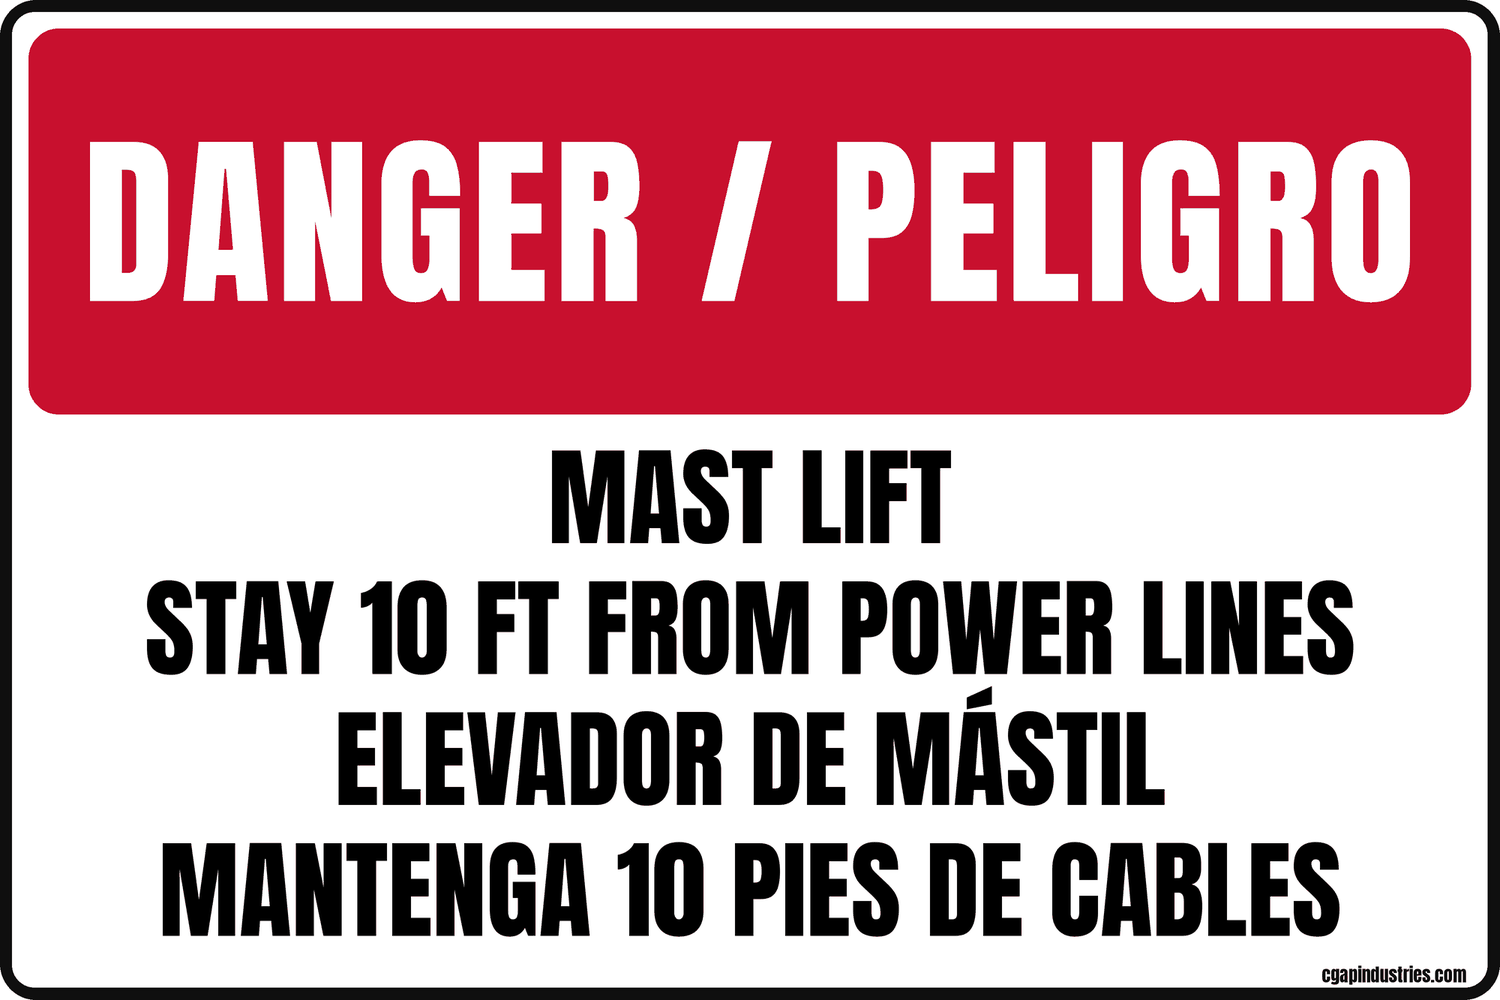 DANGER / PELIGRO
MAST LIFT
STAY 10 FT FROM POWER LINES
ELEVADOR DE MÁSTIL
MANTENGA 10 PIES DE CABLES
cgapindustries.com